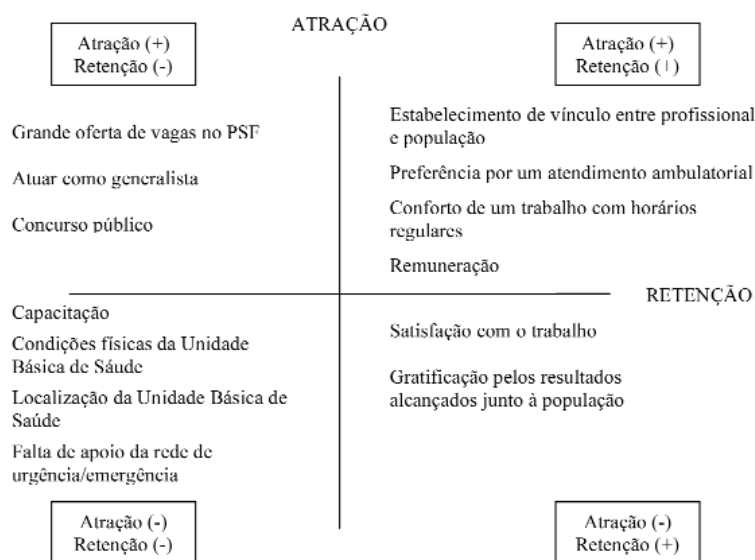 ATRAÇÃO
Atração (+)
Retenção (-)
Atração (+)
Retenção (+)
Grande oferta de vagas no PSF
Atuar como generalista
Concurso público
Estabelecimento de vínculo entre profissional
e população
Preferência por um atendimento ambulatorial
Conforto de um trabalho com horários
regulares
Remuneração
RETENÇÃO
Capacitação
Condições físicas da Unidade
Básica de Sáude
Localização da Unidade Básica de
Saúde
Falta de apoio da rede de
urgência/emergência
Satisfação com o trabalho
Gratificação pelos resultados
alcançados junto à população
Atração (-)
Retenção (-)
Atração (-)
Retenção (+)